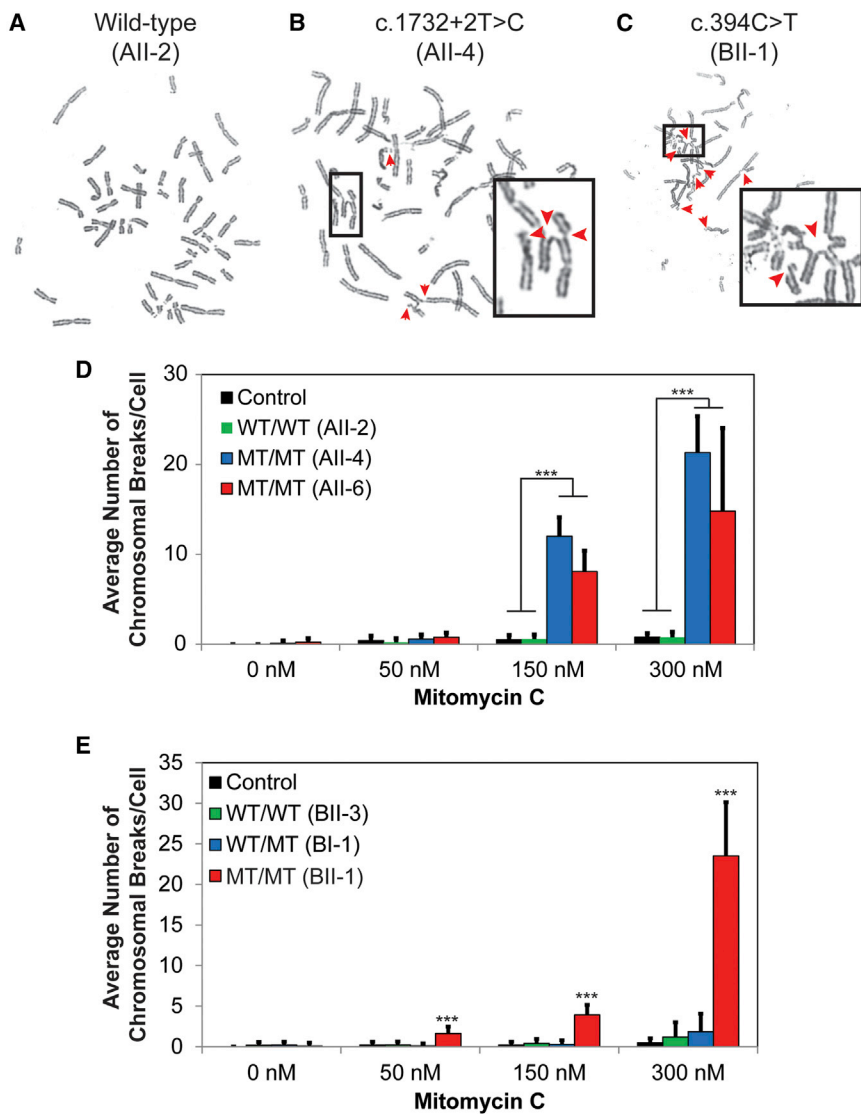 A
Wild-type
(AII-2)
B
c.1732+2T>C
(AII-4)
C
c.394C>T
(BII-1)
D
Average Number of
Chromosomal Breaks/Cell
30
20
10
0
Control
WT/WT (AII-2)
MT/MT (AII-4)
MT/MT (AII-6)
***
***
0 nM
50 nM
150 nM
300 nM
Mitomycin C
E
Average Number of
Chromosomal Breaks/Cell
35
30
25
20
15
10
5
0
Control
WT/WT (BII-3)
WT/MT (BI-1)
MT/MT (BII-1)
***
***
***
0 nM
50 nM
150 nM
300 nM
Mitomycin C